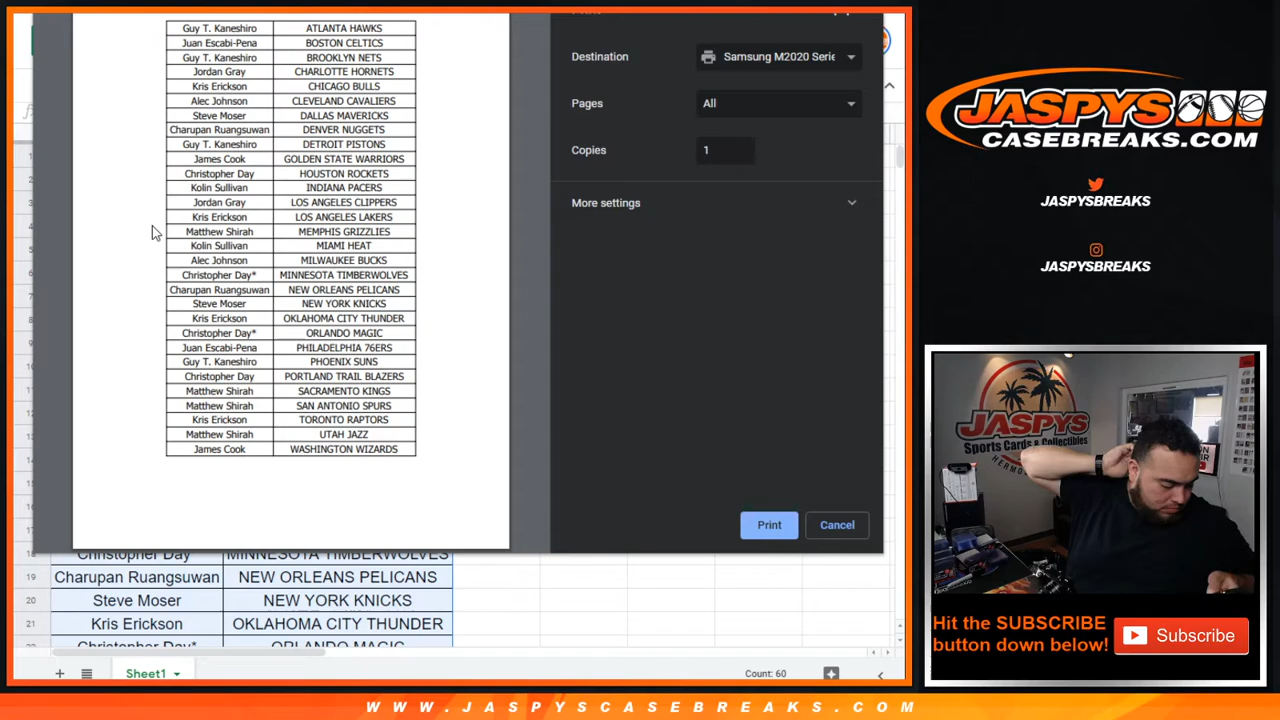 Guy T. Kaneshiro ATLANTA HAWKS
Juan Escabi-Pena BOSTON CELTICS
Guy T. Kaneshiro BROOKLYN NETS
Jordan Gray CHARLOTTE HORNETS
Kris Erickson CHICAGO BULLS
Alec Johnson CLEVELAND CAVALIERS
Steve Moser DALLAS MAVERICKS
Charupan Ruangsuwan DENVER NUGGETS
Guy T. Kaneshiro DETROIT PISTONS
James Cook GOLDEN STATE WARRIORS
Christopher Day HOUSTON ROCKETS
Kolin Sullivan INDIANA PACERS
Jordan Gray LOS ANGELES CLIPPERS
Kris Erickson LOS ANGELES LAKERS
Matthew Shirah MEMPHIS GRIZZLIES
Kolin Sullivan MIAMI HEAT
Alec Johnson MILWAUKEE BUCKS
Christopher Day* MINNESOTA TIMBERWOLVES
Charupan Ruangsuwan NEW ORLEANS PELICANS
Steve Moser NEW YORK KNICKS
Kris Erickson OKLAHOMA CITY THUNDER
Christopher Day* ORLANDO MAGIC
Juan Escabi-Pena PHILADELPHIA 76ERS
Guy T. Kaneshiro PHOENIX SUNS
Christopher Day PORTLAND TRAIL BLAZERS
Matthew Shirah SACRAMENTO KINGS
Matthew Shirah SAN ANTONIO SPURS
Kris Erickson TORONTO RAPTORS
Matthew Shirah UTAH JAZZ
James Cook WASHINGTON WIZARDS
Destination Samsung M2020 Serie
Pages All
Copies 1
More settings
Print Cancel
18 Christopher Day* MINNESOTA TIMBERWOLVES
19 Charupan Ruangsuwan NEW ORLEANS PELICANS
20 Steve Moser NEW YORK KNICKS
21 Kris Erickson OKLAHOMA CITY THUNDER
Christopher Day* ORLANDO MAGIC
Sheet1
Count: 60
JASPYS
CASEBREAKS.COM
JASPYSBREAKS
JASPYSBREAKS
JASPYS
Sports Cards & Collectibles
Hit the SUBSCRIBE
button down below!
Subscribe
WWW.JASPYSCASEBREAKS.COM